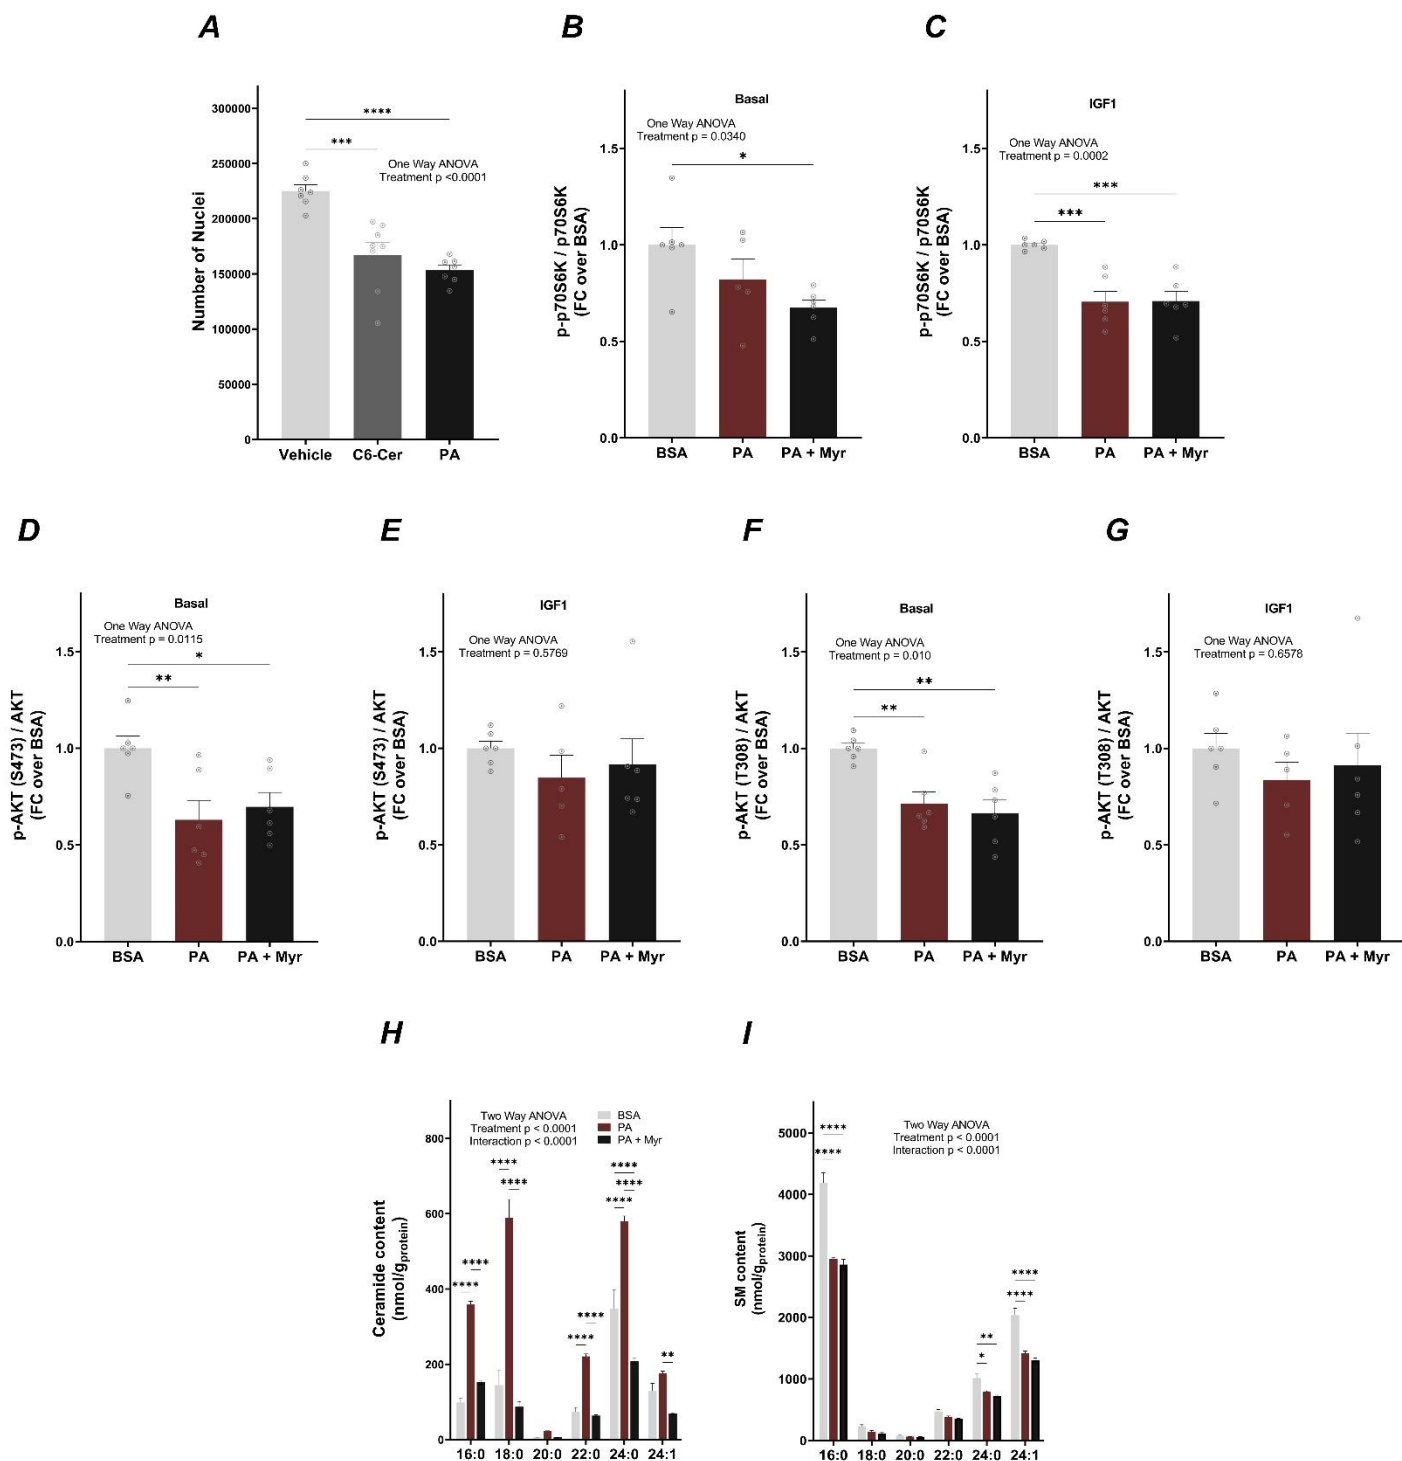 A
Number of Nuclei
300000
250000
200000
150000
100000
50000
0
****
***
One Way ANOVA
Treatment p <0.0001
Vehicle C6-Cer PA
B
p-p70S6K / p70S6K
(FC over BSA)
Basal
One Way ANOVA
Treatment p = 0.0340
*
1.5
1.0
0.5
0.0
BSA PA PA + Myr
C
p-p70S6K / p70S6K
(FC over BSA)
IGF1
One Way ANOVA
Treatment p = 0.0002
***
***
1.5
1.0
0.5
0.0
BSA PA PA + Myr
D
p-AKT (S473) / AKT
(FC over BSA)
Basal
One Way ANOVA
Treatment p = 0.0115
*
**
1.5
1.0
0.5
0.0
BSA PA PA + Myr
E
p-AKT (S473) / AKT
(FC over BSA)
IGF1
One Way ANOVA
Treatment p = 0.5769
1.5
1.0
0.5
0.0
BSA PA PA + Myr
F
p-AKT (T308) / AKT
(FC over BSA)
Basal
One Way ANOVA
Treatment p = 0.010
**
**
1.5
1.0
0.5
0.0
BSA PA PA + Myr
G
p-AKT (T308) / AKT
(FC over BSA)
IGF1
One Way ANOVA
Treatment p = 0.6578
1.5
1.0
0.5
0.0
BSA PA PA + Myr
H
Ceramide content
(nmol/gprotein)
Two Way ANOVA
Treatment p < 0.0001
Interaction p < 0.0001
BSA
PA
PA + Myr
800
600
400
200
0
****
****
****
****
****
****
****
****
****
**
16:0 18:0 20:0 22:0 24:0 24:1
I
SM content
(nmol/gprotein)
Two Way ANOVA
Treatment p < 0.0001
Interaction p < 0.0001
5000
4000
3000
2000
1000
0
****
****
**
*
****
****
16:0 18:0 20:0 22:0 24:0 24:1